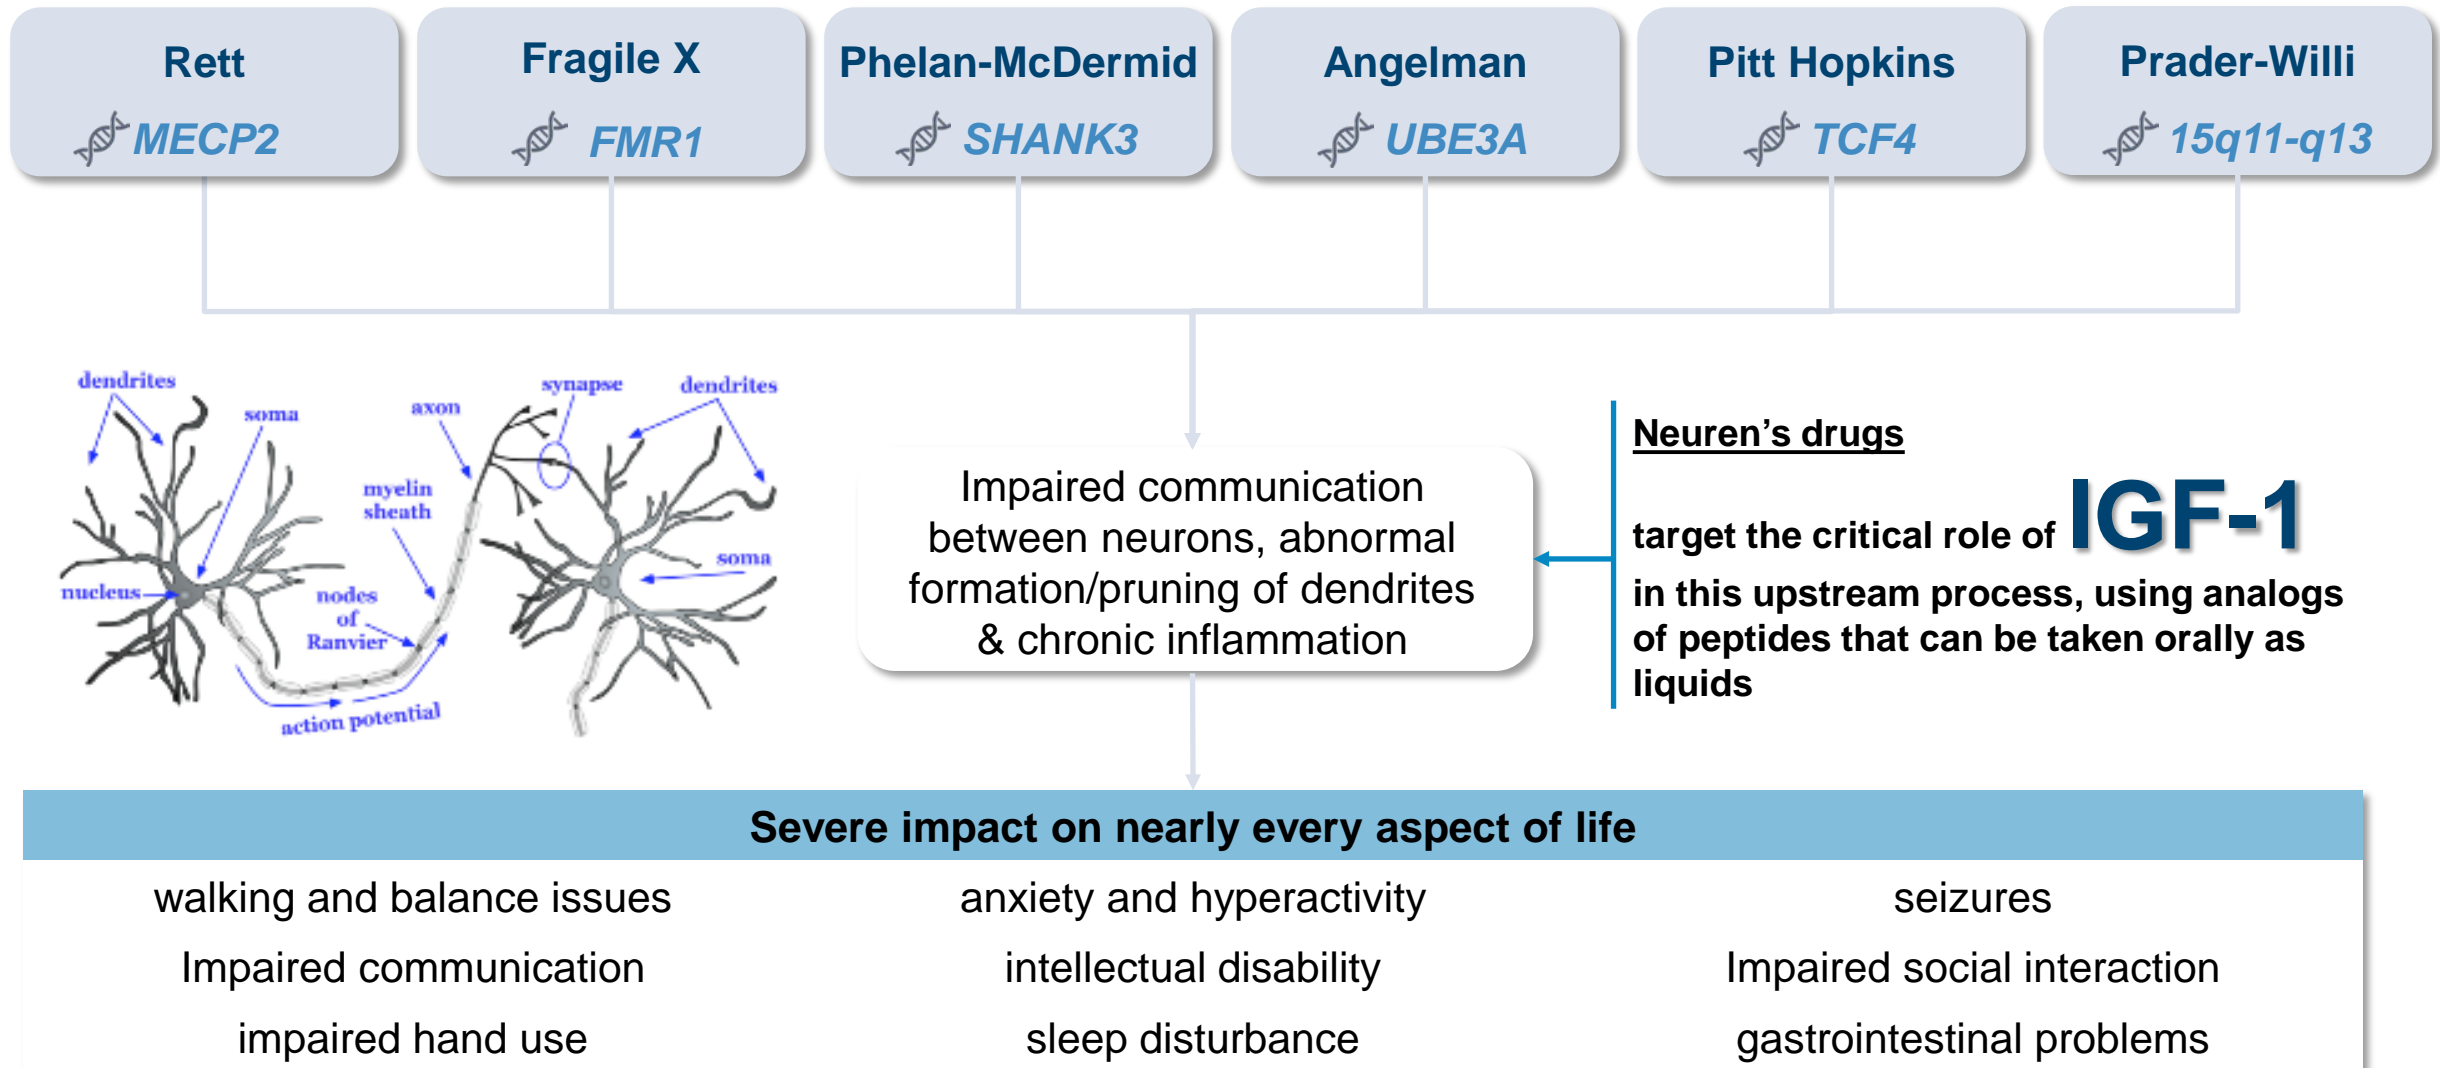 Rett
MECP2
Fragile X
FMR1
Phelan-McDermid
SHANK3
Angelman
UBE3A
Pitt Hopkins
TCF4
Prader-Willi
15q11-q13
dendrites
soma
axon
synapse
dendrites
myelin
sheath
soma
nucleus
nodes
of
Ranvier
action potential
Impaired communication
between neurons, abnormal
formation/pruning of dendrites
& chronic inflammation
Neuren’s drugs
target the critical role of IGF-1
in this upstream process, using analogs
of peptides that can be taken orally as
liquids
Severe impact on nearly every aspect of life
walking and balance issues
anxiety and hyperactivity
seizures
Impaired communication
intellectual disability
Impaired social interaction
impaired hand use
sleep disturbance
gastrointestinal problems